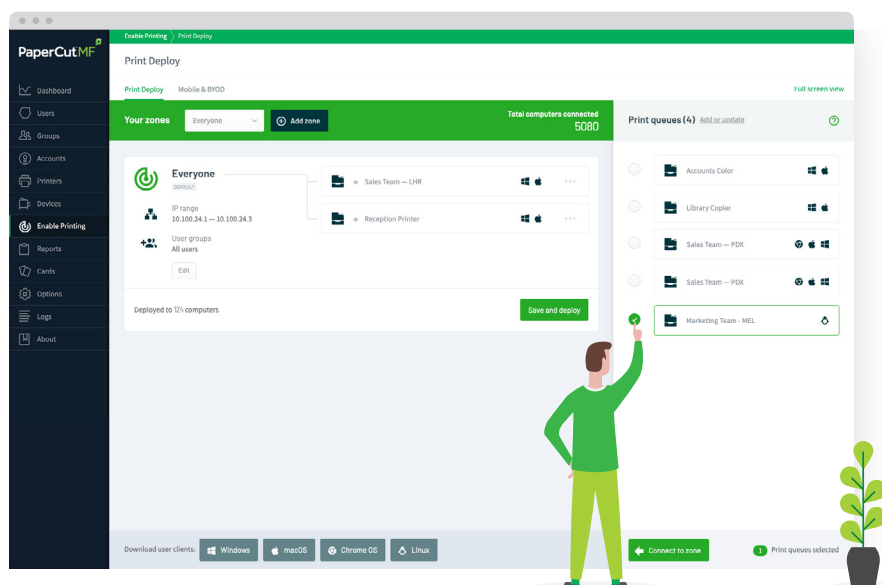 PaperCut MF
Dashboard
Users
Groups
Accounts
Printers
Devices
Enable Printing
Reports
Cards
Options
Logs
About
Enable Printing Print Deploy
Print Deploy
Print Deploy Mobile & BYOD Full screen view
Your zones Everyone Add zone Total computers connected
5080
Everyone
DEFAULT
IP range
10.100.24.1 — 10.100.24.3
User groups
All users
Edit
Sales Team — LHR
Reception Printer
Deployed to 124 computers Save and deploy
Print queues (4) Add or update ?
Accounts Color
Library Copier
Sales Team — PDX
Sales Team — PDX
Marketing Team - MEL
Download user clients: Windows macOS Chrome OS Linux
Connect to zone 1 Print queues selected